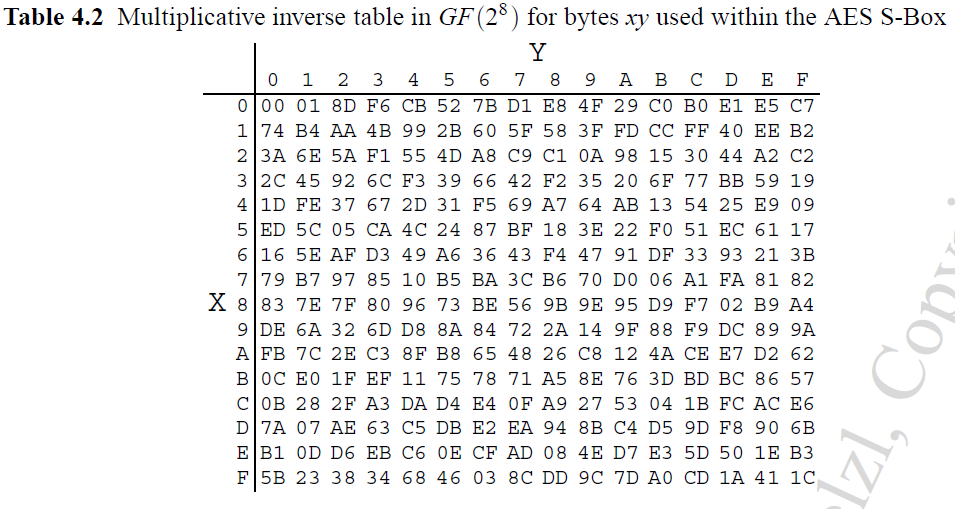 Table 4.2 Multiplicative inverse table in GF(2⁸) for bytes xy used within the AES S-Box
Y
0 1 2 3 4 5 6 7 8 9 A B C D E F
0 00 01 8D F6 CB 52 7B D1 E8 4F 29 C0 B0 E1 E5 C7
1 74 B4 AA 4B 99 2B 60 5F 58 3F FD CC FF 40 EE B2
2 3A 6E 5A F1 55 4D A8 C9 C1 0A 98 15 30 44 A2 C2
3 2C 45 92 6C F3 39 66 42 F2 35 20 6F 77 BB 59 19
4 1D FE 37 67 2D 31 F5 69 A7 64 AB 13 54 25 E9 09
5 ED 5C 05 CA 4C 24 87 BF 18 3E 22 F0 51 EC 61 17
6 16 5E AF D3 49 A6 36 43 F4 47 91 DF 33 93 21 3B
7 79 B7 97 85 10 B5 BA 3C B6 70 D0 06 A1 FA 81 82
X 8 83 7E 7F 80 96 73 BE 56 9B 9E 95 D9 F7 02 B9 A4
9 DE 6A 32 6D D8 8A 84 72 2A 14 9F 88 F9 DC 89 9A
A FB 7C 2E C3 8F B8 65 48 26 C8 12 4A CE E7 D2 62
B 0C E0 1F EF 11 75 78 71 A5 8E 76 3D BD BC 86 57
C 0B 28 2F A3 DA D4 E4 0F A9 27 53 04 1B FC AC E6
D 7A 07 AE 63 C5 DB E2 EA 94 8B C4 D5 9D F8 90 6B
E B1 0D D6 EB C6 0E CF AD 08 4E D7 E3 5D 50 1E B3
F 5B 23 38 34 68 46 03 8C DD 9C 7D A0 CD 1A 41 1C